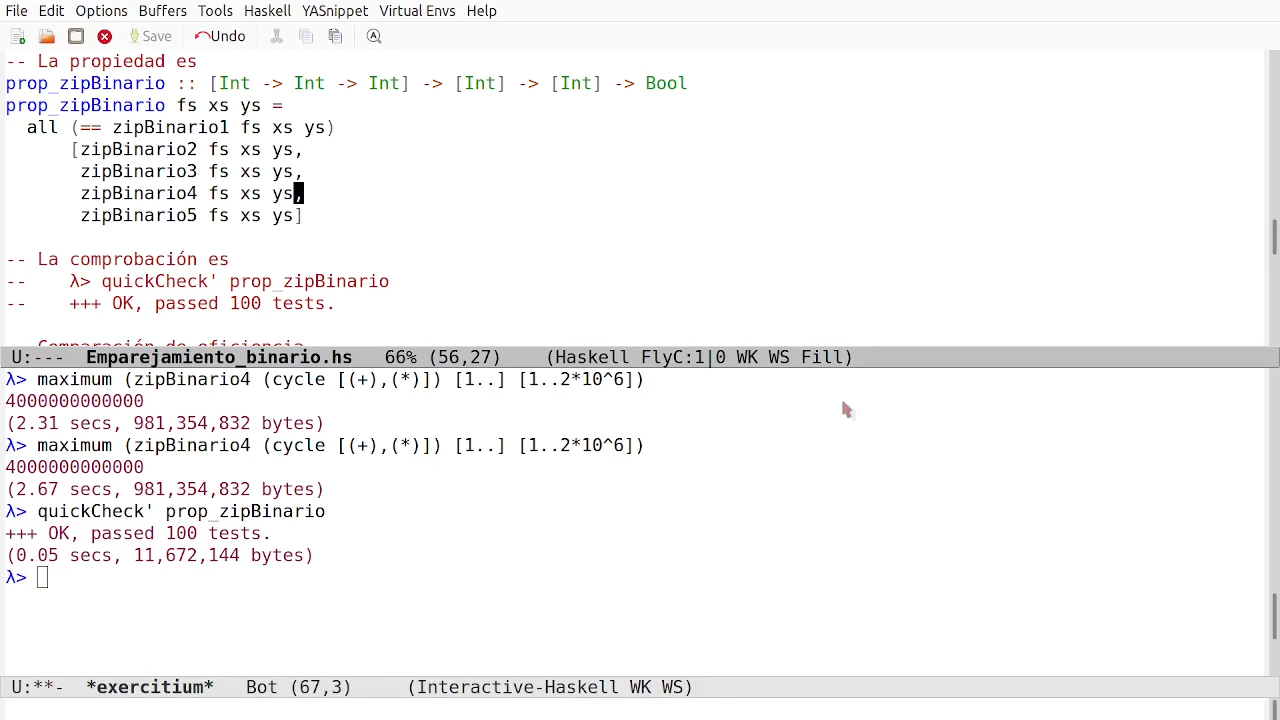 File Edit Options Buffers Tools Haskell YASnippet Virtual Envs Help
Save Undo
-- La propiedad es
prop_zipBinario :: [Int -> Int -> Int] -> [Int] -> [Int] -> Bool
prop_zipBinario fs xs ys =
  all (== zipBinario1 fs xs ys)
      [zipBinario2 fs xs ys,
       zipBinario3 fs xs ys,
       zipBinario4 fs xs ys,
       zipBinario5 fs xs ys]
-- La comprobación es
--    λ> quickCheck' prop_zipBinario
--    +++ OK, passed 100 tests.
-- Comparación de eficiencia
U:---  Emparejamiento_binario.hs   66% (56,27)    (Haskell FlyC:1|0 WK WS Fill)
λ> maximum (zipBinario4 (cycle [(+),(*)]) [1..] [1..2*10^6])
4000000000000
(2.31 secs, 981,354,832 bytes)
λ> maximum (zipBinario4 (cycle [(+),(*)]) [1..] [1..2*10^6])
4000000000000
(2.67 secs, 981,354,832 bytes)
λ> quickCheck' prop_zipBinario
+++ OK, passed 100 tests.
(0.05 secs, 11,672,144 bytes)
λ>
U:**-  *exercitium*   Bot (67,3)     (Interactive-Haskell WK WS)